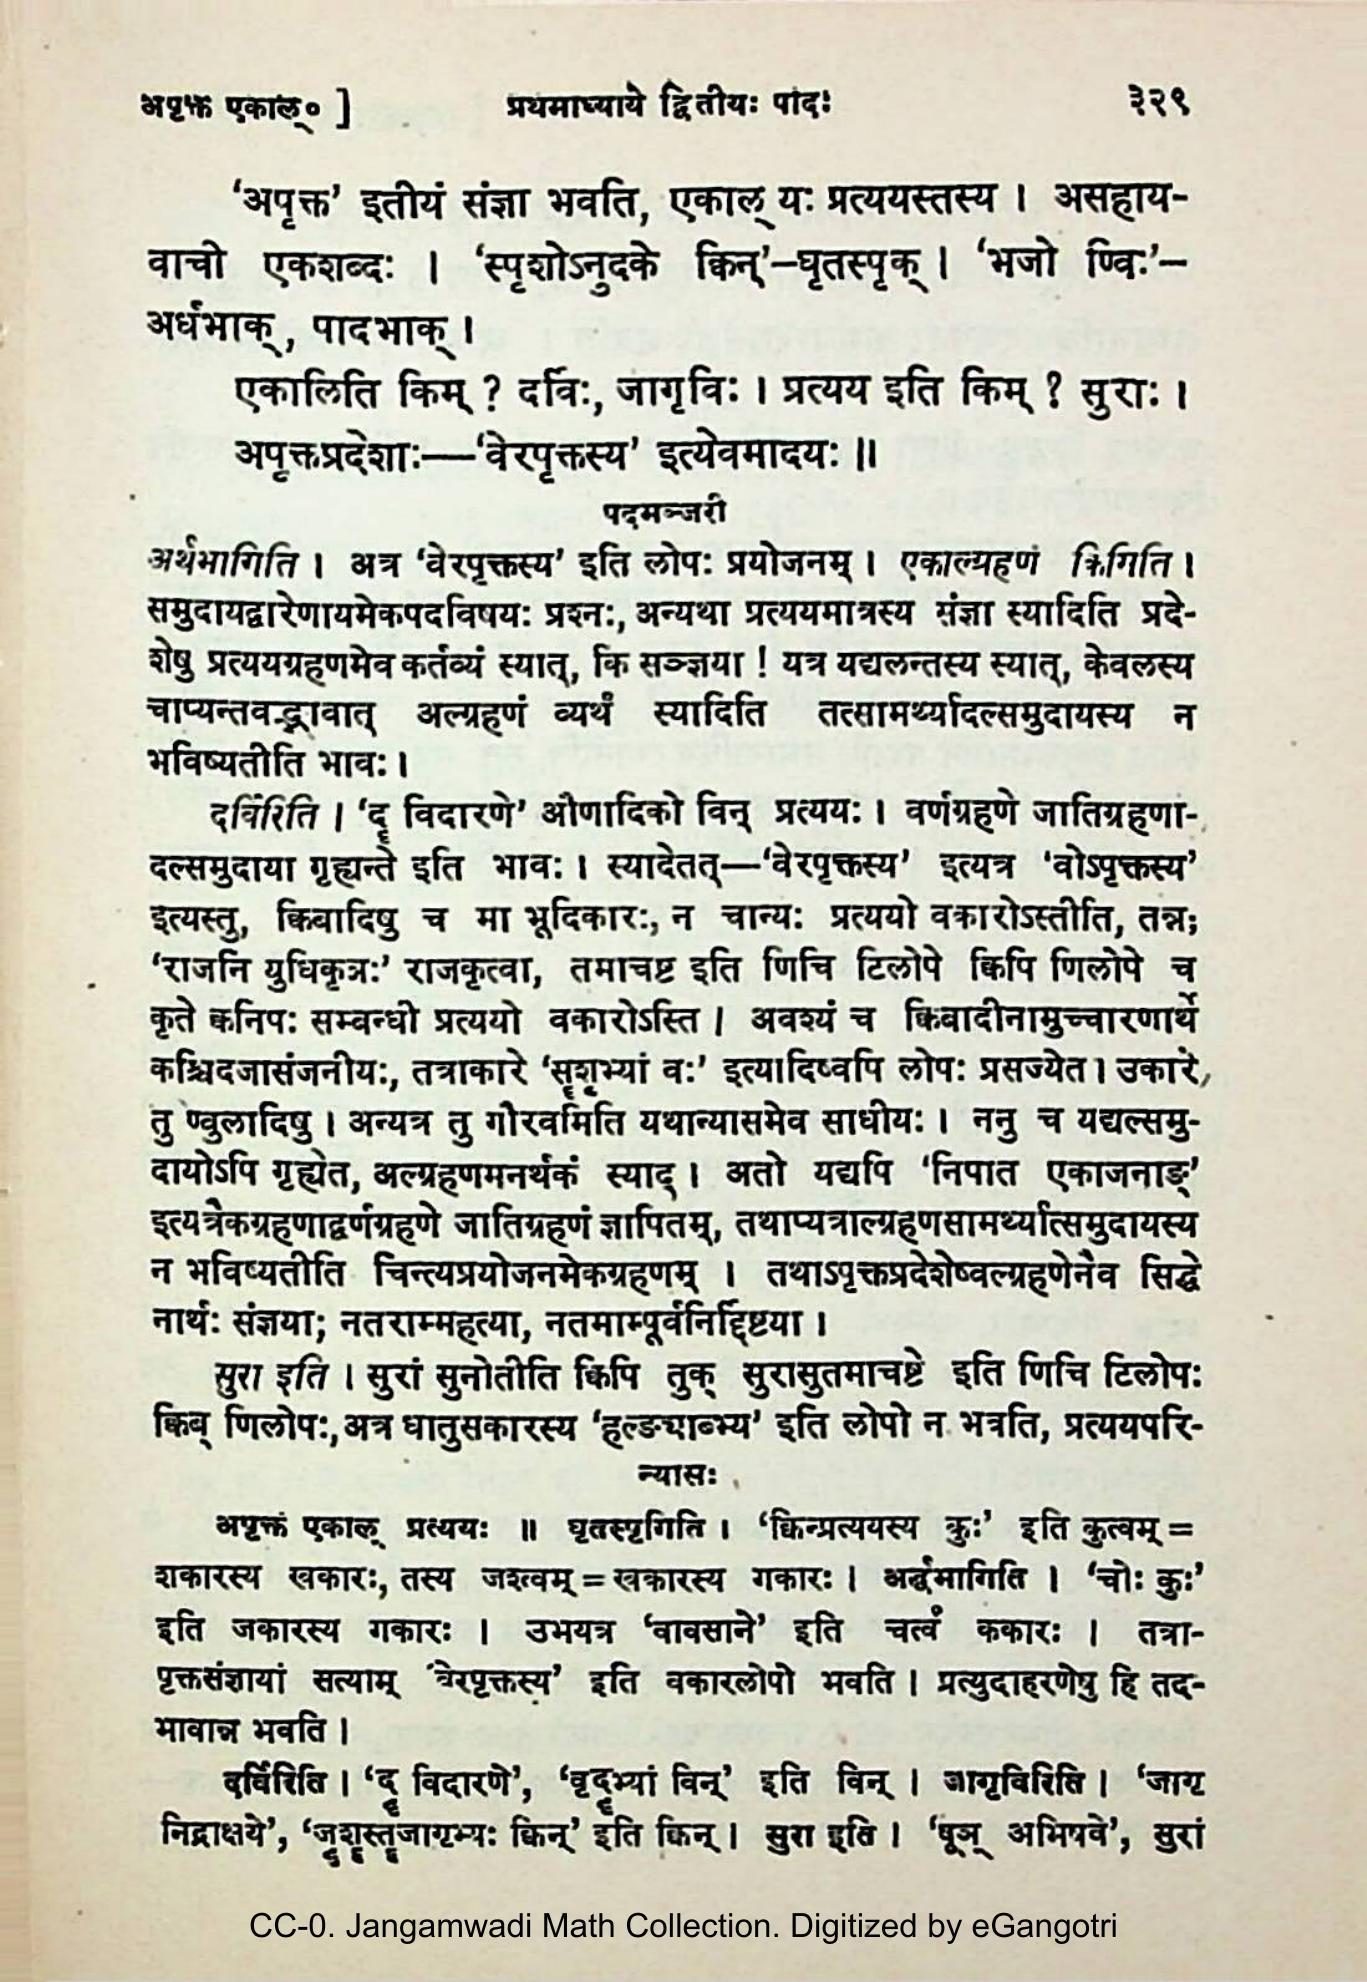 अपृक्त एकाल्० ]
प्रथमाध्याये द्वितीयः पादः
३२९
‘अपृक्त’ इतीयं संज्ञा भवति, एकाल् यः प्रत्ययस्तस्य । असहाय-
वाची एकशब्दः । ‘स्पृशोऽनुदके क्विन्’–घृतस्पृक् । ‘भजो ण्विः’–
अर्धभाक्, पादभाक् ।
एकालिति किम् ? दर्विः, जागृविः । प्रत्यय इति किम् ? सुराः ।
अपृक्तप्रदेशाः—‘वेरपृक्तस्य’ इत्येवमादयः ॥
पदमञ्जरी
अर्थभागिति । अत्र ‘वेरपृक्तस्य’ इति लोपः प्रयोजनम् । एकाल्ग्रहणं किगिति ।
समुदायद्वारेणायमेकपदविषयः प्रश्नः, अन्यथा प्रत्ययमात्रस्य संज्ञा स्यादिति प्रदे-
शेषु प्रत्ययग्रहणमेव कर्तव्यं स्यात्, कि सञ्ज्ञया ! यत्र यद्यलन्तस्य स्यात्, केवलस्य
चाप्यन्तवद्भावात् अल्ग्रहणं व्यर्थं स्यादिति तत्सामर्थ्यादल्समुदायस्य न
भविष्यतीति भावः ।
दर्विरिति । ‘दॄ विदारणे’ औणादिको विन् प्रत्ययः । वर्णग्रहणे जातिग्रहणा-
दल्समुदाया गृह्यन्ते इति भावः । स्यादेतत्—‘वेरपृक्तस्य’ इत्यत्र ‘वोऽपृक्तस्य’
इत्यस्तु, क्विबादिषु च मा भूदिकारः, न चान्यः प्रत्ययो वकारोऽस्तीति, तन्न;
‘राजनि युधिकृञः’ राजकृत्वा, तमाचष्ट इति णिचि टिलोपे क्विपि णिलोपे च
कृते क्वनिपः सम्बन्धी प्रत्ययो वकारोऽस्ति । अवश्यं च क्विबादीनामुच्चारणार्थे
कश्चिदजासंजनीयः, तत्राकारे ‘सॄशॄभ्यां वः’ इत्यादिष्वपि लोपः प्रसज्येत । उकारे,
तु ण्वुलादिषु । अन्यत्र तु गौरवमिति यथान्यासमेव साधीयः । ननु च यद्यल्समु-
दायोऽपि गृह्येत, अल्ग्रहणमनर्थकं स्याद् । अतो यद्यपि ‘निपात एकाजनाङ्’
इत्यत्रैकग्रहणाद्वर्णग्रहणे जातिग्रहणं ज्ञापितम्, तथाप्यत्राल्ग्रहणसामर्थ्यात्समुदायस्य
न भविष्यतीति चिन्त्यप्रयोजनमेकग्रहणम् । तथाऽपृक्तप्रदेशेष्वल्ग्रहणेनैव सिद्धे
नार्थः संज्ञया; नतराम्महत्या, नतमाम्पूर्वनिर्द्दिष्टया ।
सुरा इति । सुरां सुनोतीति क्विपि तुक् सुरासुतमाचष्टे इति णिचि टिलोपः
क्विब् णिलोपः, अत्र धातुसकारस्य ‘हल्ङ्याब्भ्य’ इति लोपो न भवति, प्रत्ययपरि-
न्यासः
अपृक्तं एकाल् प्रत्ययः ॥ घृतस्पृगिति । ‘क्विन्प्रत्ययस्य कुः’ इति कुत्वम् =
शकारस्य खकारः, तस्य जश्त्वम् = खकारस्य गकारः । अर्द्धभागिति । ‘चोः कुः’
इति जकारस्य गकारः । उभयत्र ‘वावसाने’ इति चर्त्वं ककारः । तत्रा-
पृक्तसंज्ञायां सत्याम् ‘वेरपृक्तस्य’ इति वकारलोपो भवति । प्रत्युदाहरणेषु हि तद-
भावान्न भवति ।
दर्विरिति । ‘दॄ विदारणे’, ‘वृदॄभ्यां विन्’ इति विन् । जागृविरिति । ‘जागृ
निद्राक्षये’, ‘जॄशॄस्तॄजागृभ्यः क्विन्’ इति क्विन् । सुरा इति । ‘षूञ् अभिषवे’, सुरां
CC-0. Jangamwadi Math Collection. Digitized by eGangotri